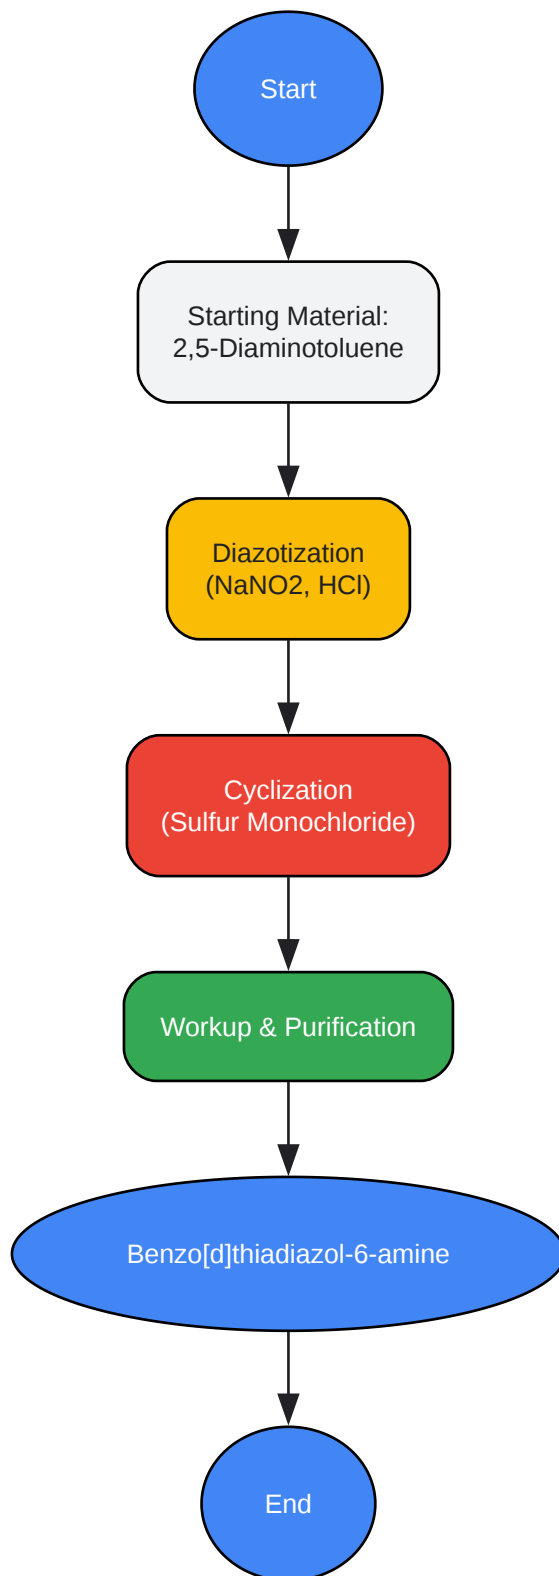 Start
Starting Material:
2,5-Diaminotoluene
Diazotization
(NaNO2, HCl)
Cyclization
(Sulfur Monochloride)
Workup & Purification
Benzo[d]thiadiazol-6-amine
End